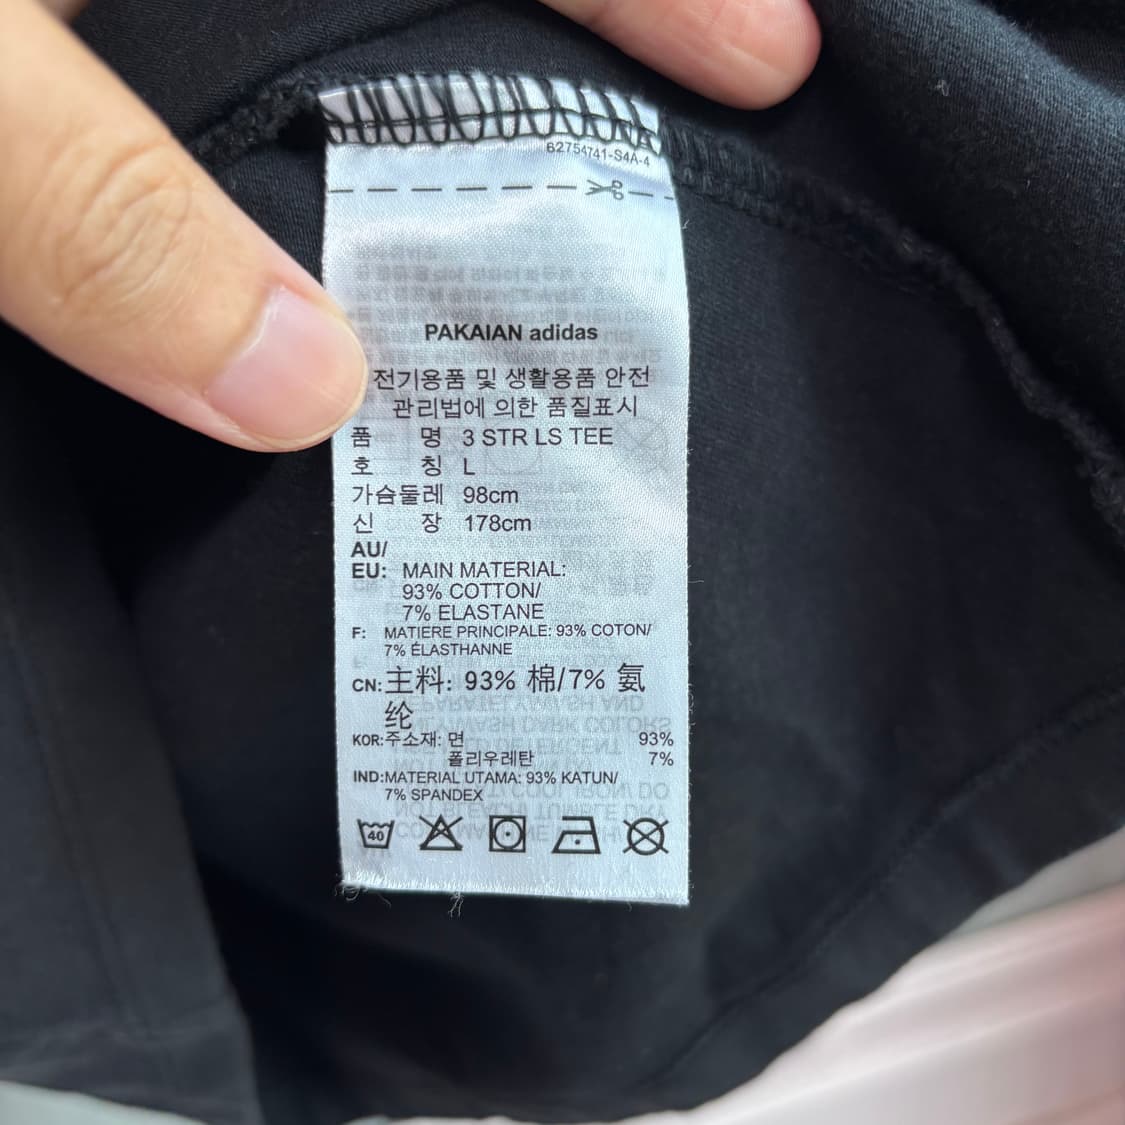 62754741-S4A-4
PAKAIAN adidas
전기용품 및 생활용품 안전
관리법에 의한 품질표시
품 명 3 STR LS TEE
호 칭 L
가슴둘레 98cm
신 장 178cm
AU/
EU: MAIN MATERIAL:
93% COTTON/
7% ELASTANE
F: MATIERE PRINCIPALE: 93% COTON/
7% ÉLASTHANNE
CN: 主料: 93% 棉/7% 氨
纶
KOR:주소재: 면 93%
폴리우레탄 7%
IND:MATERIAL UTAMA: 93% KATUN/
7% SPANDEX
40